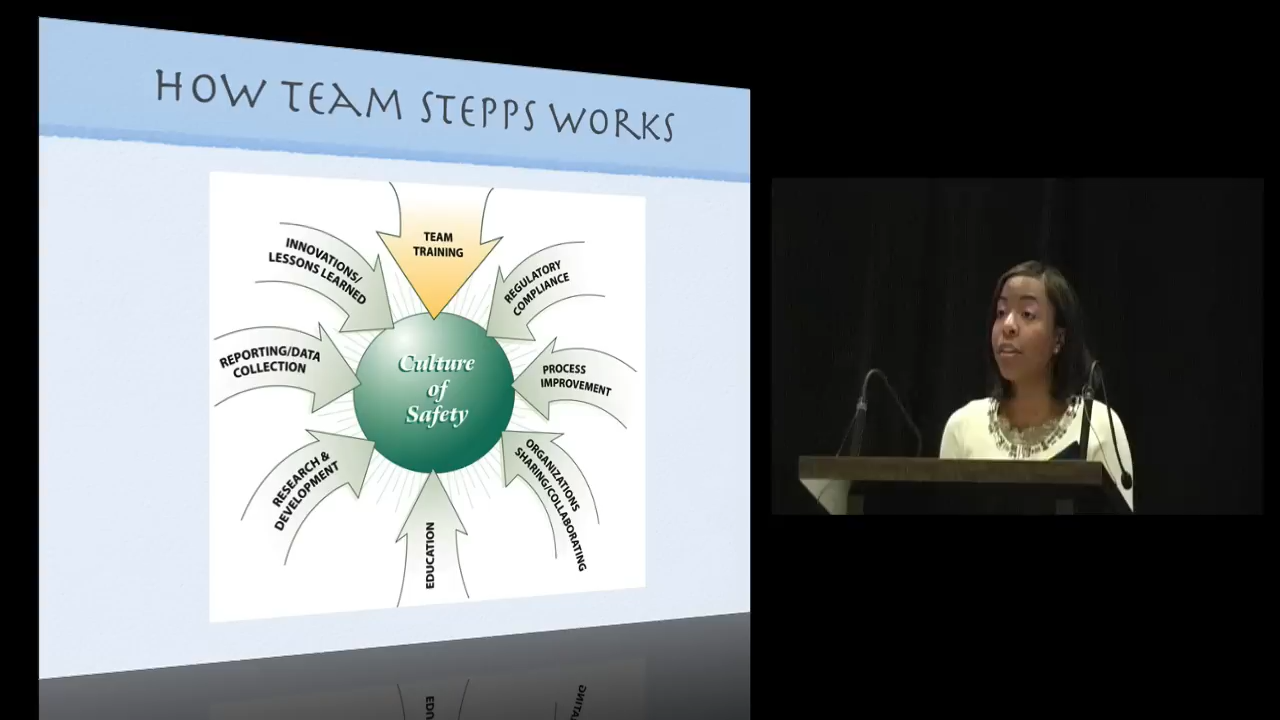 HOW TEAM STEPPS WORKS
TEAM
TRAINING
INNOVATIONS/
LESSONS LEARNED
REGULATORY
COMPLIANCE
REPORTING/DATA
COLLECTION
Culture
of
Safety
PROCESS
IMPROVEMENT
RESEARCH &
DEVELOPMENT
ORGANIZATIONS
SHARING/COLLABORATING
EDUCATION